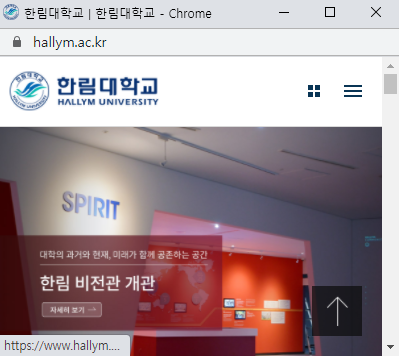 한림대학교 | 한림대학교 - Chrome
hallym.ac.kr
한림대학교
HALLYM UNIVERSITY
SPIRIT
대학의 과거와 현재, 미래가 함께 공존하는 공간
한림 비전관 개관
자세히 보기 →
https://www.hallym....